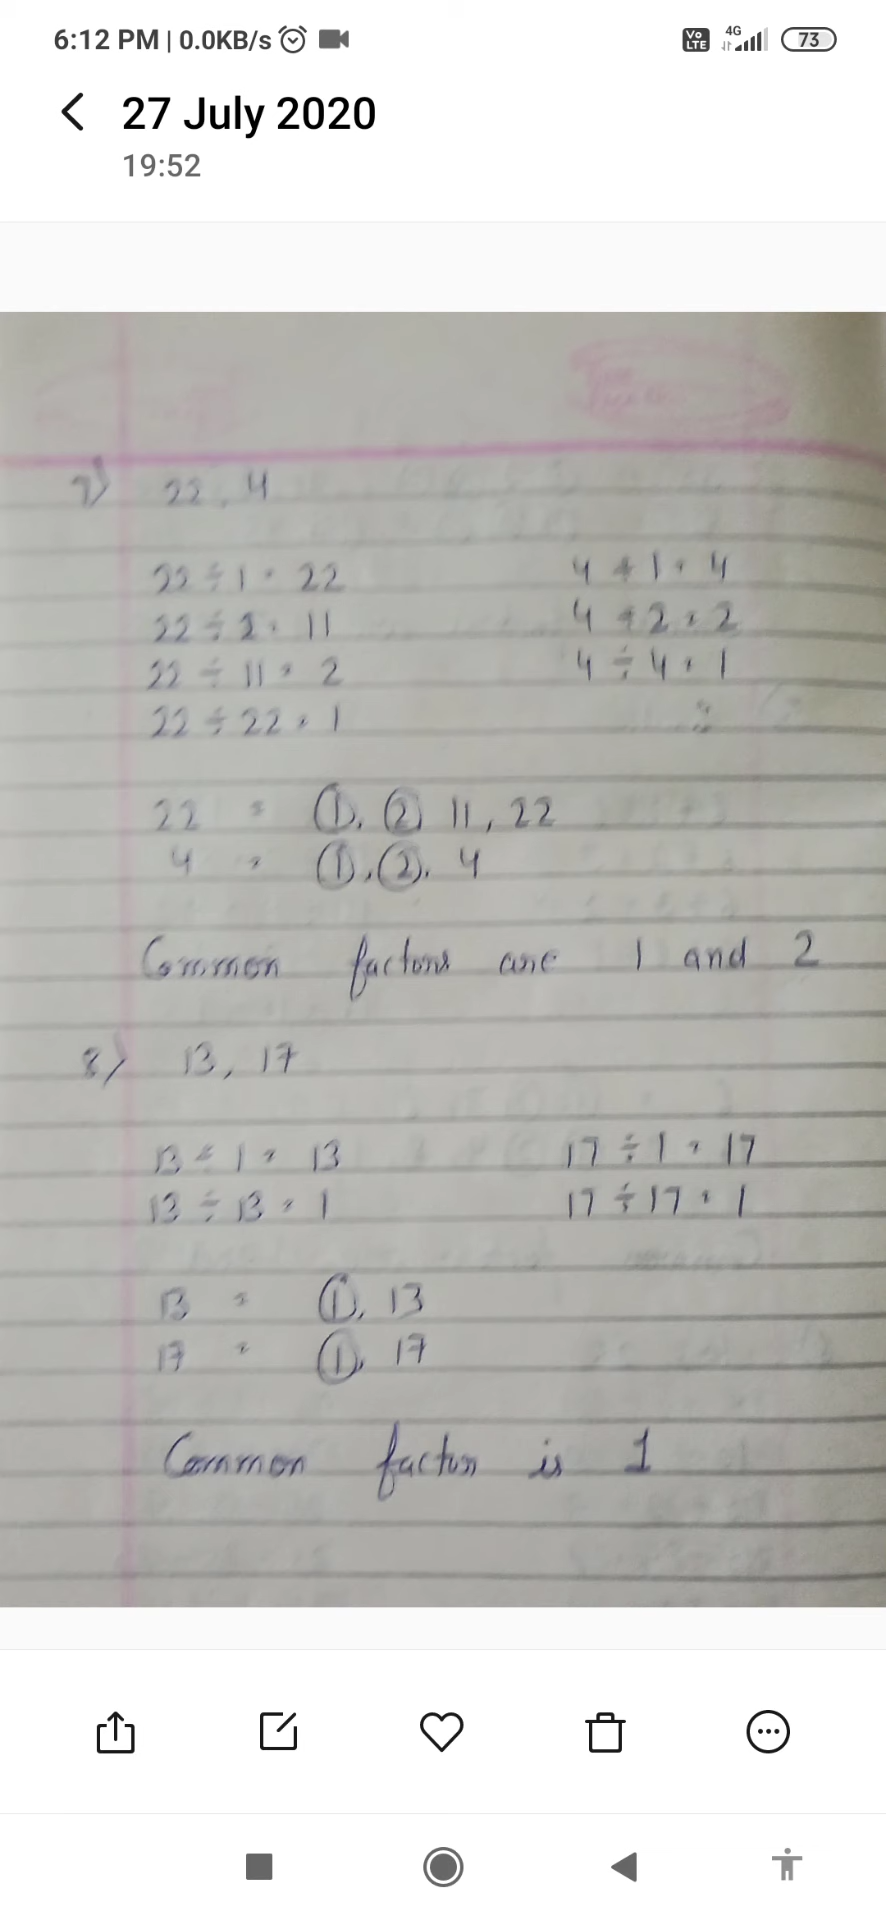 6:12 PM | 0.0KB/s
Vo LTE 4G 73
27 July 2020
19:52
7) 22, 4
22 ÷ 1 = 22 4 ÷ 1 = 4
22 ÷ 2 = 11 4 ÷ 2 = 2
22 ÷ 11 = 2 4 ÷ 4 = 1
22 ÷ 22 = 1
22 = 1, 2, 11, 22
4 = 1, 2, 4
Common factors are 1 and 2
8) 13, 17
13 ÷ 1 = 13 17 ÷ 1 = 17
13 ÷ 13 = 1 17 ÷ 17 = 1
13 = 1, 13
17 = 1, 17
Common factor is 1